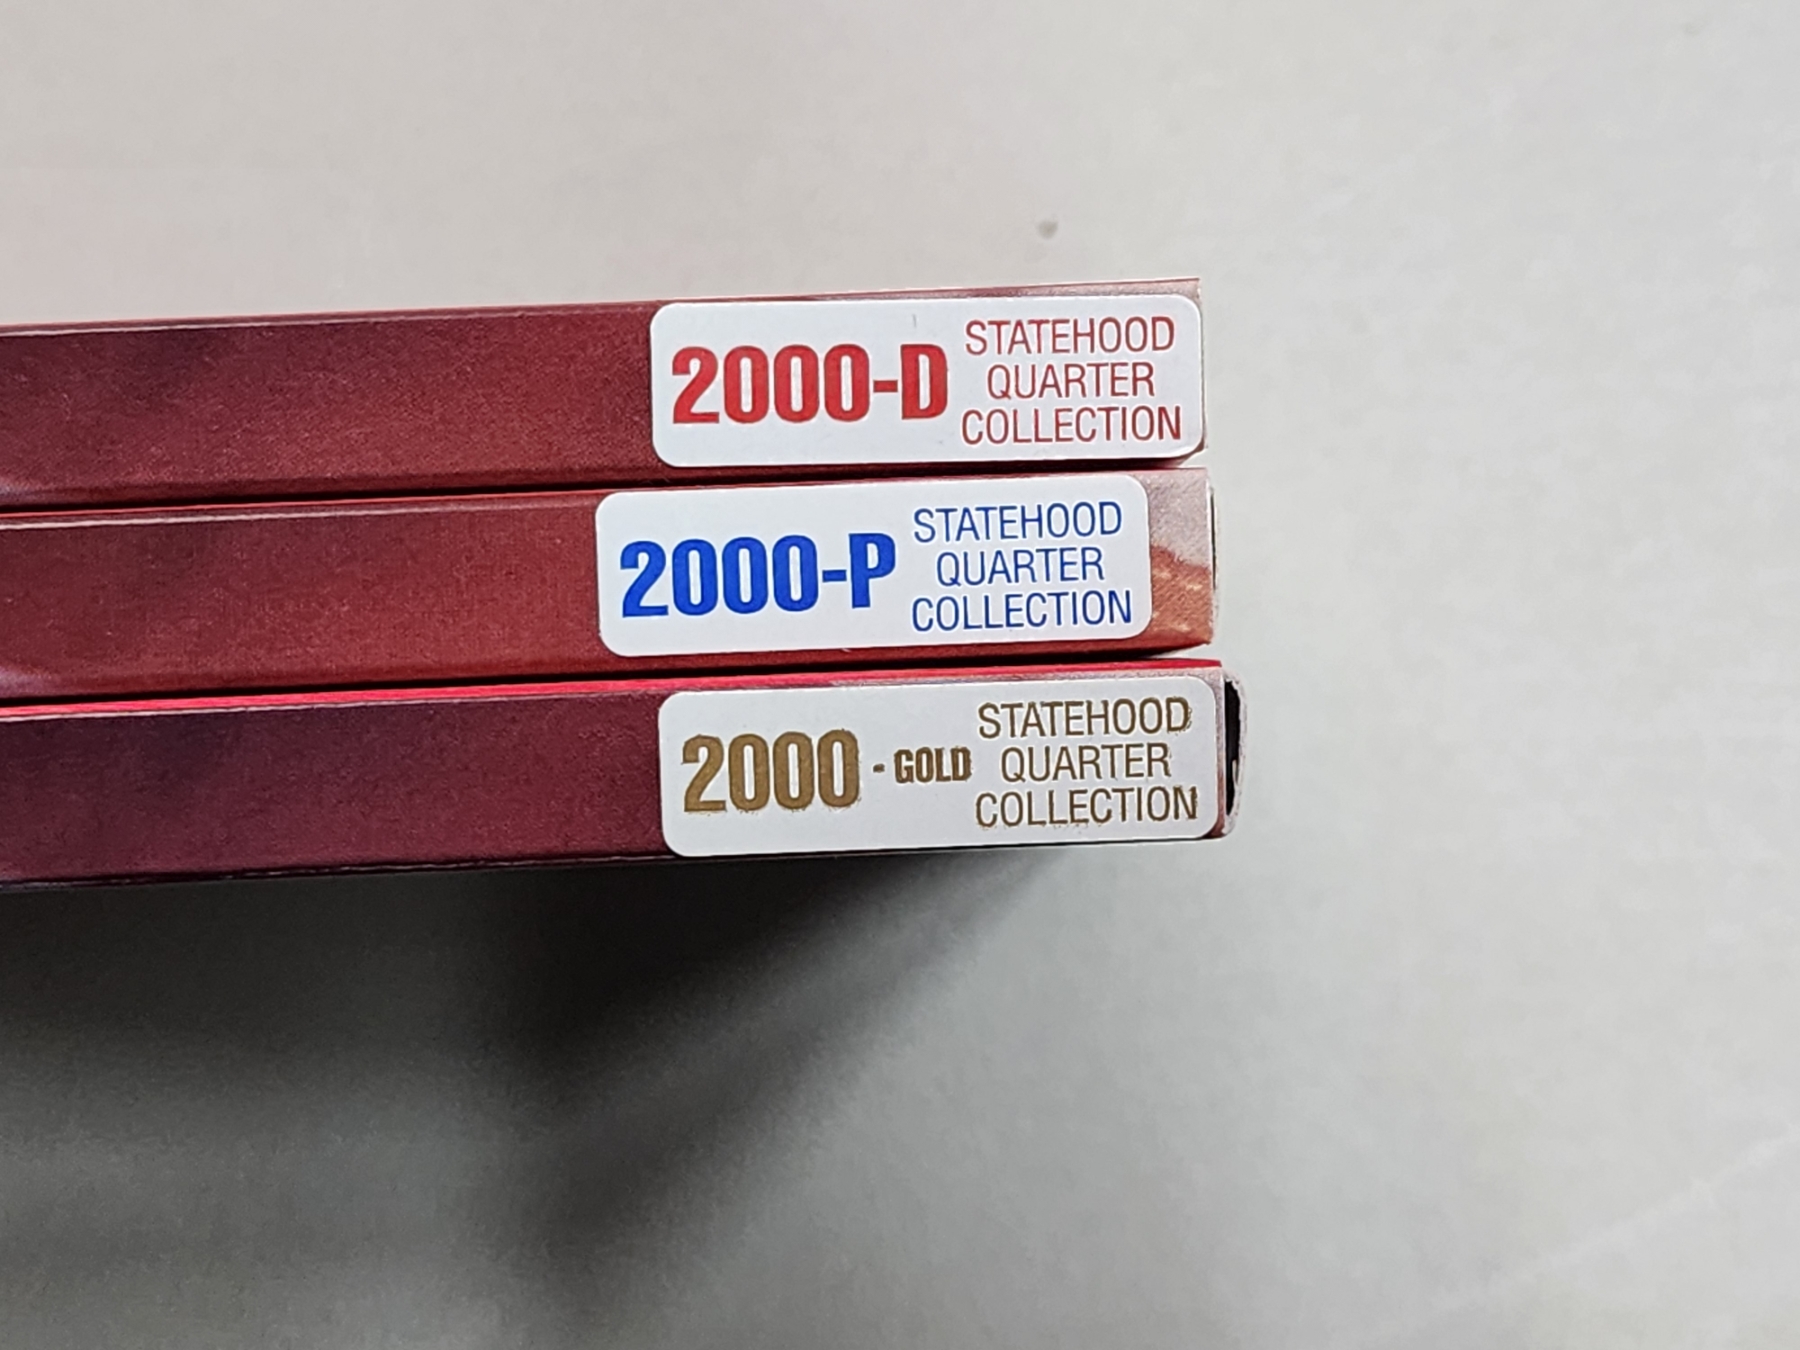 2000-D
STATEHOOD
QUARTER
COLLECTION
2000-P
STATEHOOD
QUARTER
COLLECTION
2000 - GOLD
STATEHOOD
QUARTER
COLLECTION